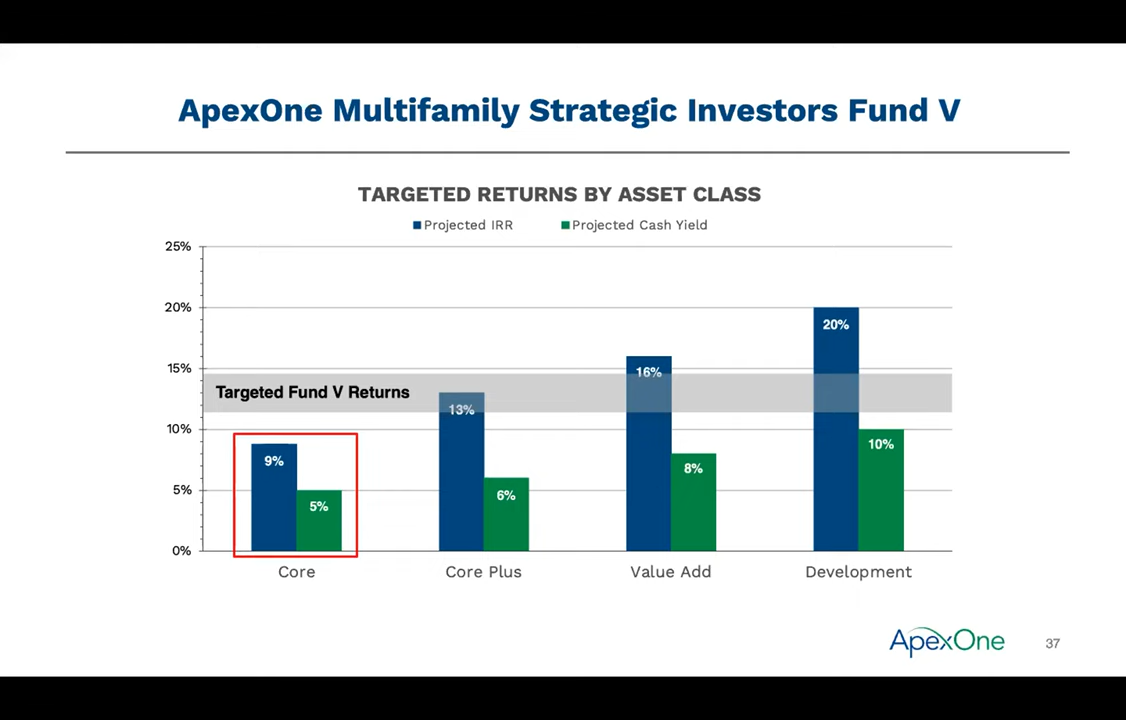 ApexOne Multifamily Strategic Investors Fund V
TARGETED RETURNS BY ASSET CLASS
Projected IRR Projected Cash Yield
25%
20%
20%
15%
16%
Targeted Fund V Returns
13%
10%
10%
9%
8%
5%
6%
5%
0%
Core Core Plus Value Add Development
ApexOne 37